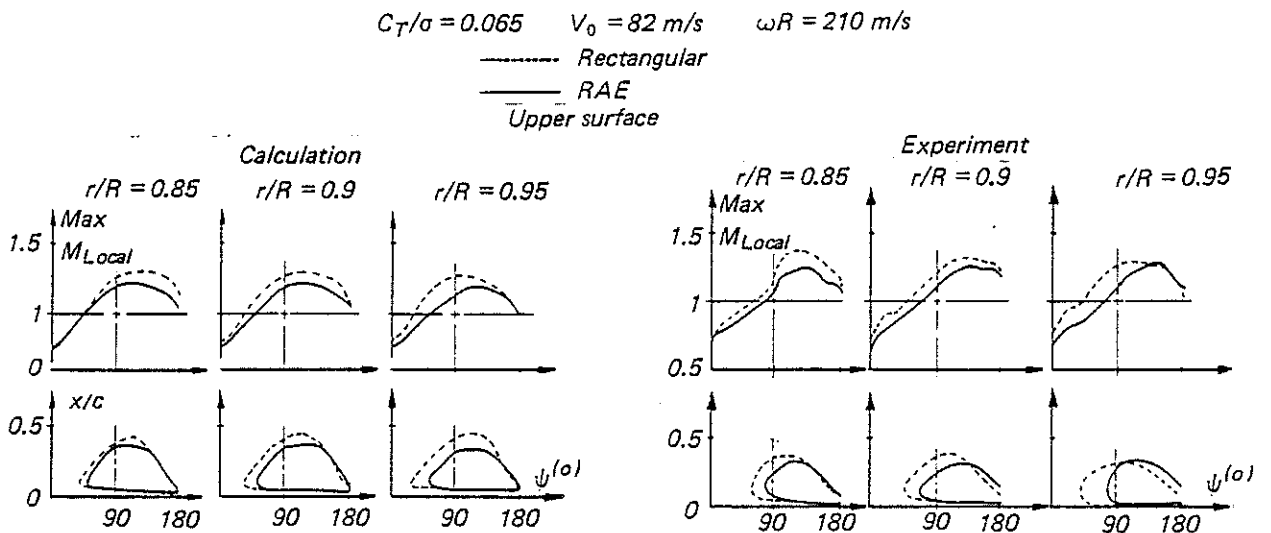 C_T/σ = 0.065 V_0 = 82 m/s ωR = 210 m/s
Rectangular
RAE
Upper surface
Calculation
r/R = 0.85 r/R = 0.9 r/R = 0.95
Max
M_Local
1.5
1
0
x/c
0.5
0
ψ(o)
90 180 90 180 90 180
Experiment
r/R = 0.85 r/R = 0.9 r/R = 0.95
Max
M_Local
1.5
1
0.5
x/c
0.5
0
ψ(o)
90 180 90 180 90 180